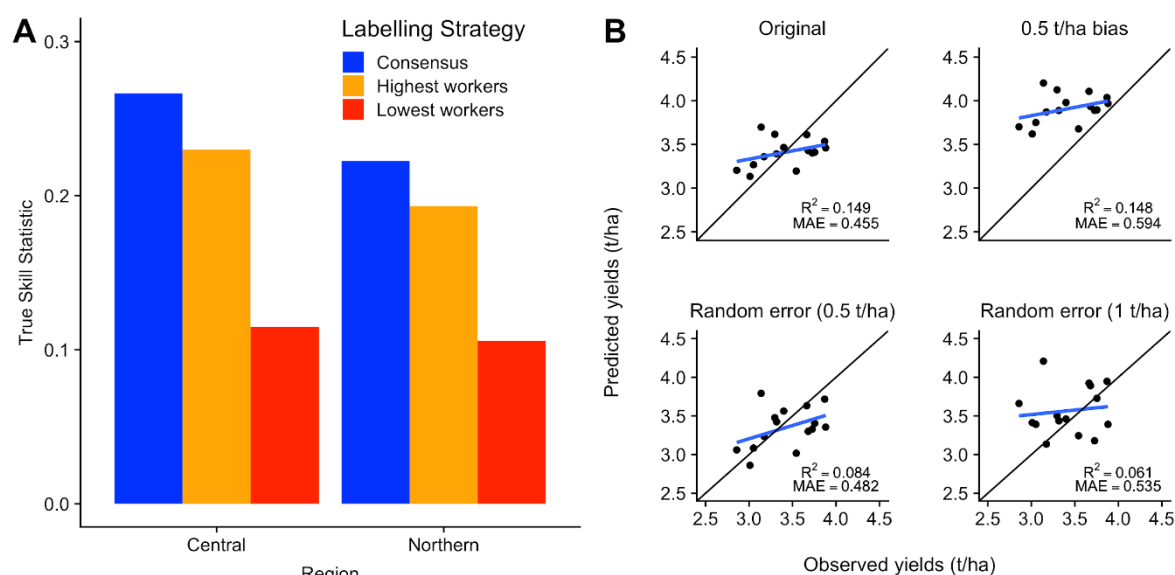 A
Labelling Strategy
Consensus
Highest workers
Lowest workers
True Skill Statistic
0.3
0.2
0.1
0.0
Central
Northern
Region
B
Original
0.5 t/ha bias
4.5
4.0
3.5
3.0
2.5
R² = 0.149
MAE = 0.455
4.5
4.0
3.5
3.0
2.5
R² = 0.148
MAE = 0.594
Predicted yields (t/ha)
Random error (0.5 t/ha)
Random error (1 t/ha)
4.5
4.0
3.5
3.0
2.5
R² = 0.084
MAE = 0.482
4.5
4.0
3.5
3.0
2.5
R² = 0.061
MAE = 0.535
2.5 3.0 3.5 4.0 4.5
2.5 3.0 3.5 4.0 4.5
Observed yields (t/ha)